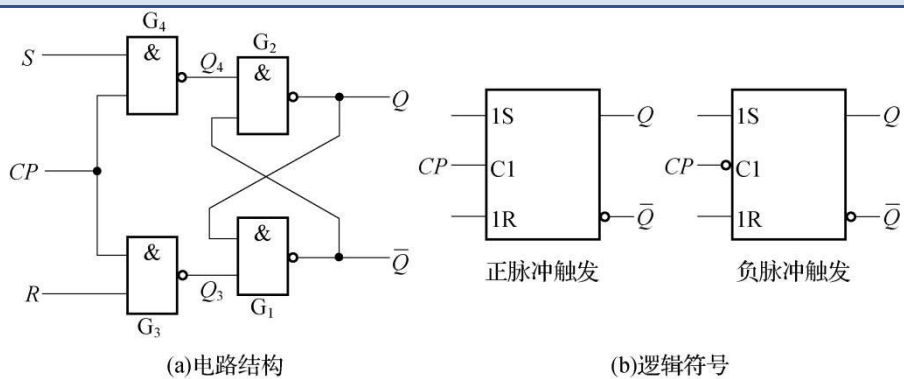 G₄
G₂
S
&
Q₄
&
Q
CP
R
&
Q₃
&
Q̅
G₃
G₁
(a)电路结构
1S
Q
CP
C1
1R
Q̅
正脉冲触发
1S
Q
CP
C1
1R
Q̅
负脉冲触发
(b)逻辑符号